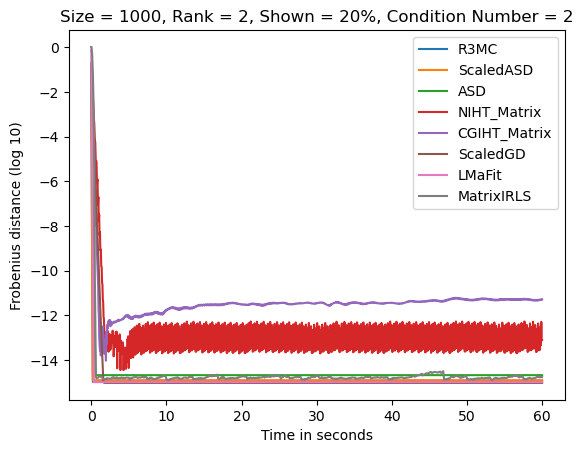 Size = 1000, Rank = 2, Shown = 20%, Condition Number = 2
Frobenius distance (log 10)
0
−2
−4
−6
−8
−10
−12
−14
R3MC
ScaledASD
ASD
NIHT_Matrix
CGIHT_Matrix
ScaledGD
LMaFit
MatrixIRLS
0 10 20 30 40 50 60
Time in seconds